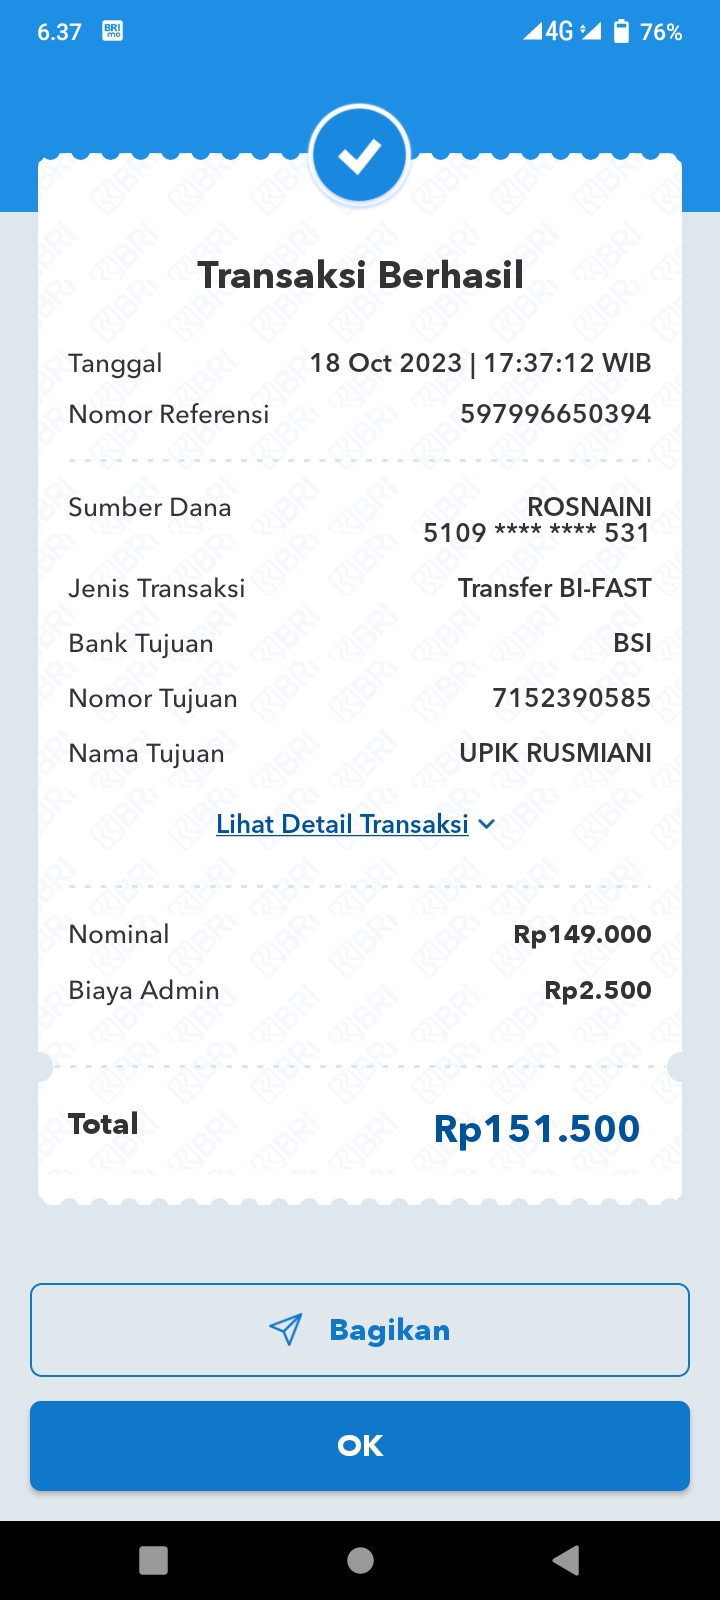 6.37 BRI mo 4G 76%
Transaksi Berhasil
Tanggal 18 Oct 2023 | 17:37:12 WIB
Nomor Referensi 597996650394
Sumber Dana ROSNAINI
5109 **** **** 531
Jenis Transaksi Transfer BI-FAST
Bank Tujuan BSI
Nomor Tujuan 7152390585
Nama Tujuan UPIK RUSMIANI
Lihat Detail Transaksi
Nominal Rp149.000
Biaya Admin Rp2.500
Total Rp151.500
Bagikan
OK